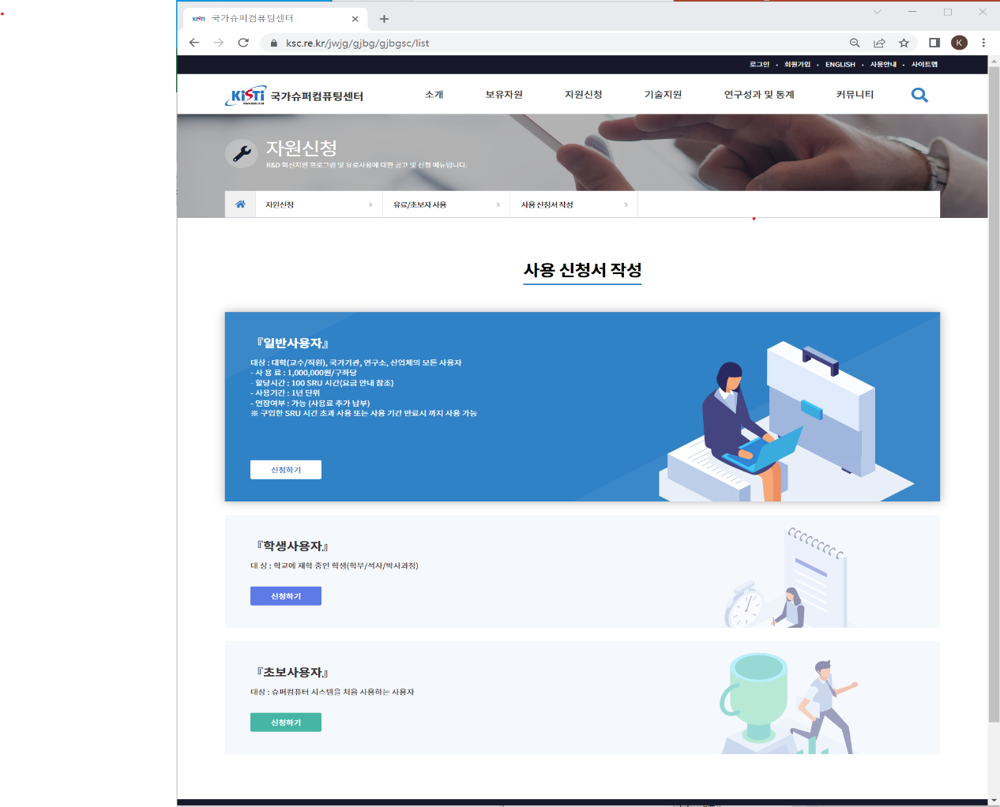 국가슈퍼컴퓨팅센터
ksc.re.kr/jwjg/gjbg/gjbgsc/list
K
로그인 • 회원가입 • ENGLISH • 사용안내 • 사이트맵
KiSTi 국가슈퍼컴퓨팅센터
소개 보유자원 자원신청 기술지원 연구성과 및 통계 커뮤니티
자원신청
R&D 혁신지원 프로그램 및 유료사용에 대한 공고 및 신청 메뉴입니다.
자원신청 > 유료/초보자 사용 > 사용 신청서 작성 >
사용 신청서 작성
『일반사용자』
대상 : 대학(교수/직원), 국가기관, 연구소, 산업체의 모든 사용자
- 사 용 료 : 1,000,000원/구좌당
- 할당시간 : 100 SRU 시간(요금 안내 참조)
- 사용기간 : 1년 단위
- 연장여부 : 가능 (사용료 추가 납부)
※ 구입한 SRU 시간 초과 사용 또는 사용 기간 만료시 까지 사용 가능
신청하기
『학생사용자』
대 상 : 학교에 재학 중인 학생(학부/석사/박사과정)
신청하기
『초보사용자』
대상 : 슈퍼컴퓨터 시스템을 처음 사용하는 사용자
신청하기